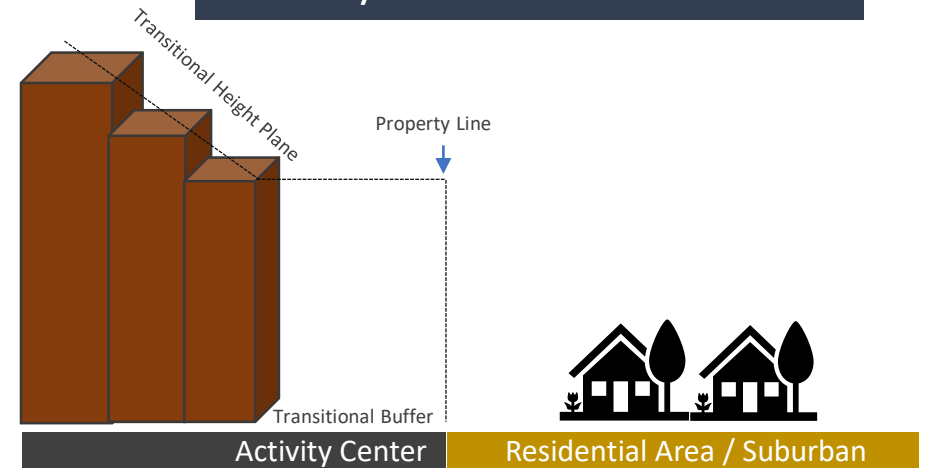 Transitional Height Plane
Property Line
Transitional Buffer
Activity Center
Residential Area / Suburban